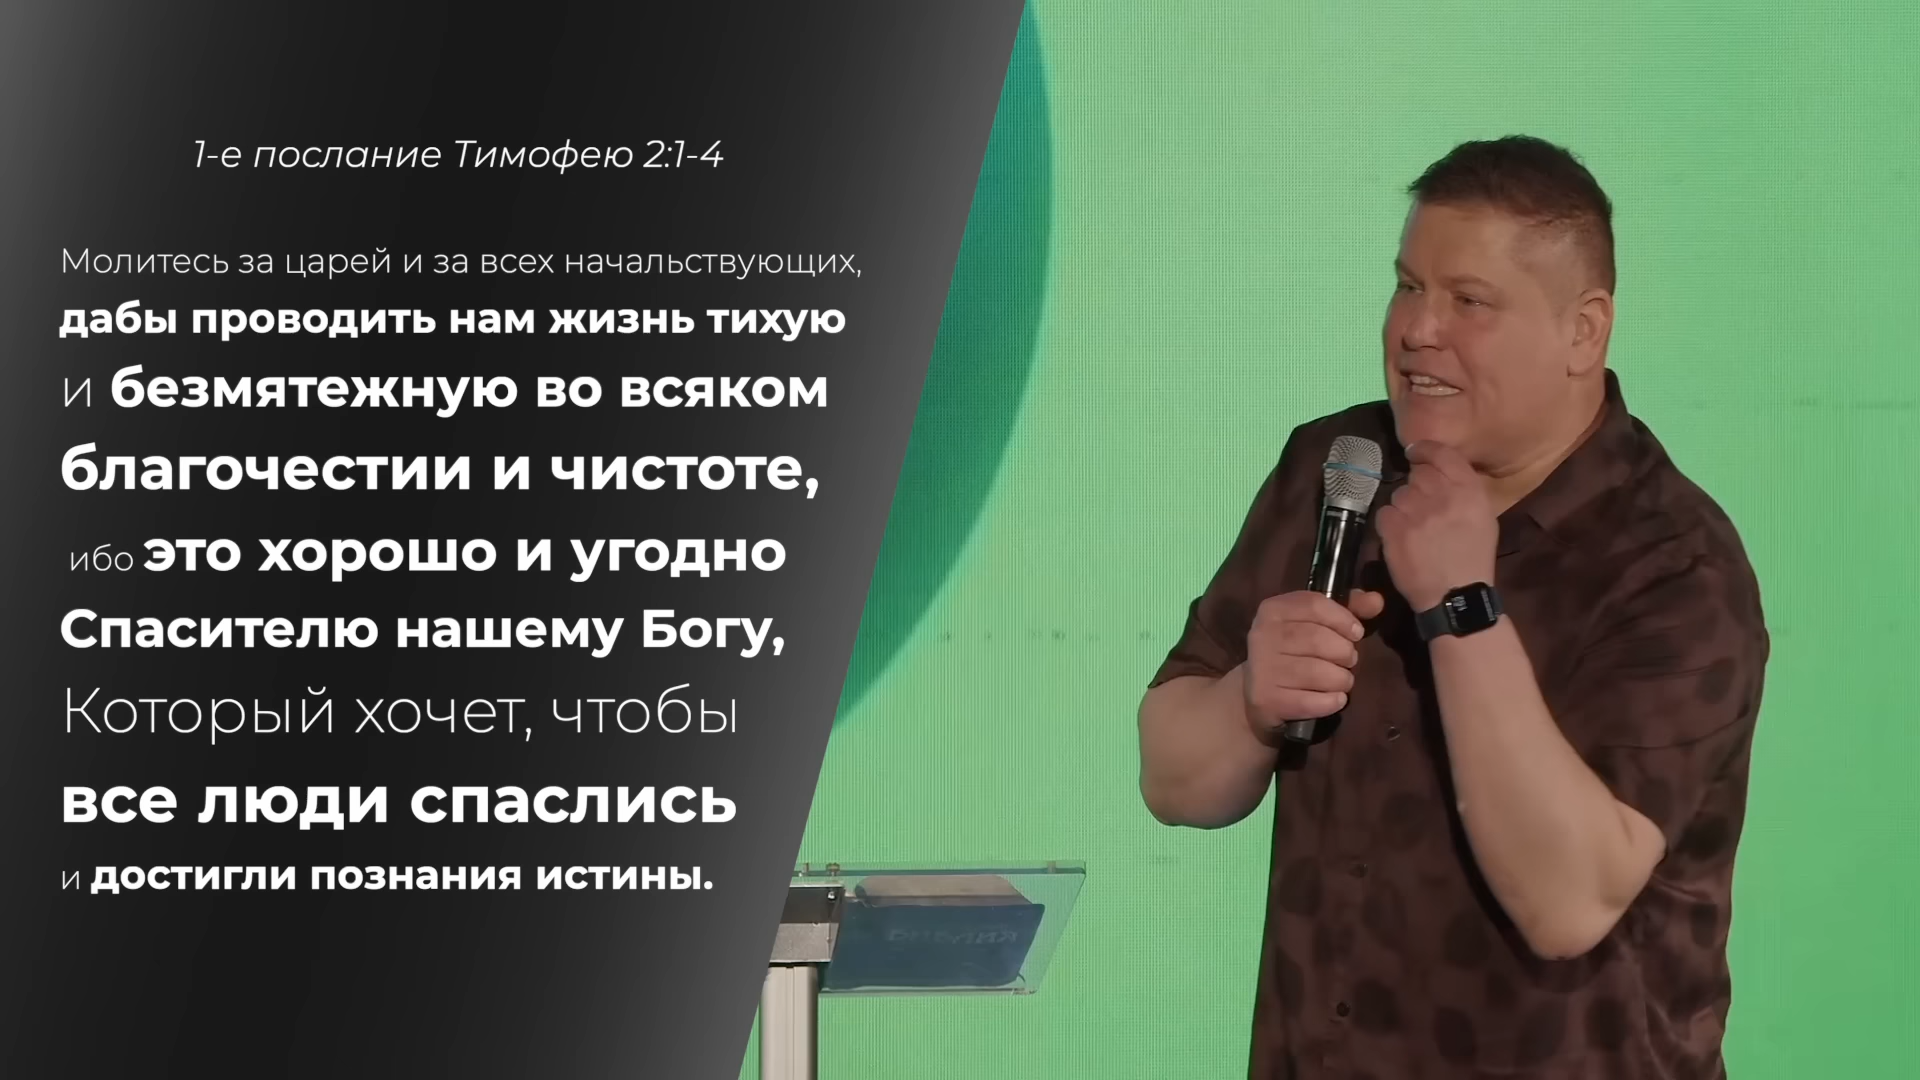 1-е послание Тимофею 2:1-4
Молитесь за царей и за всех начальствующих,
дабы проводить нам жизнь тихую
и безмятежную во всяком
благочестии и чистоте,
ибо это хорошо и угодно
Спасителю нашему Богу,
Который хочет, чтобы
все люди спаслись
и достигли познания истины.